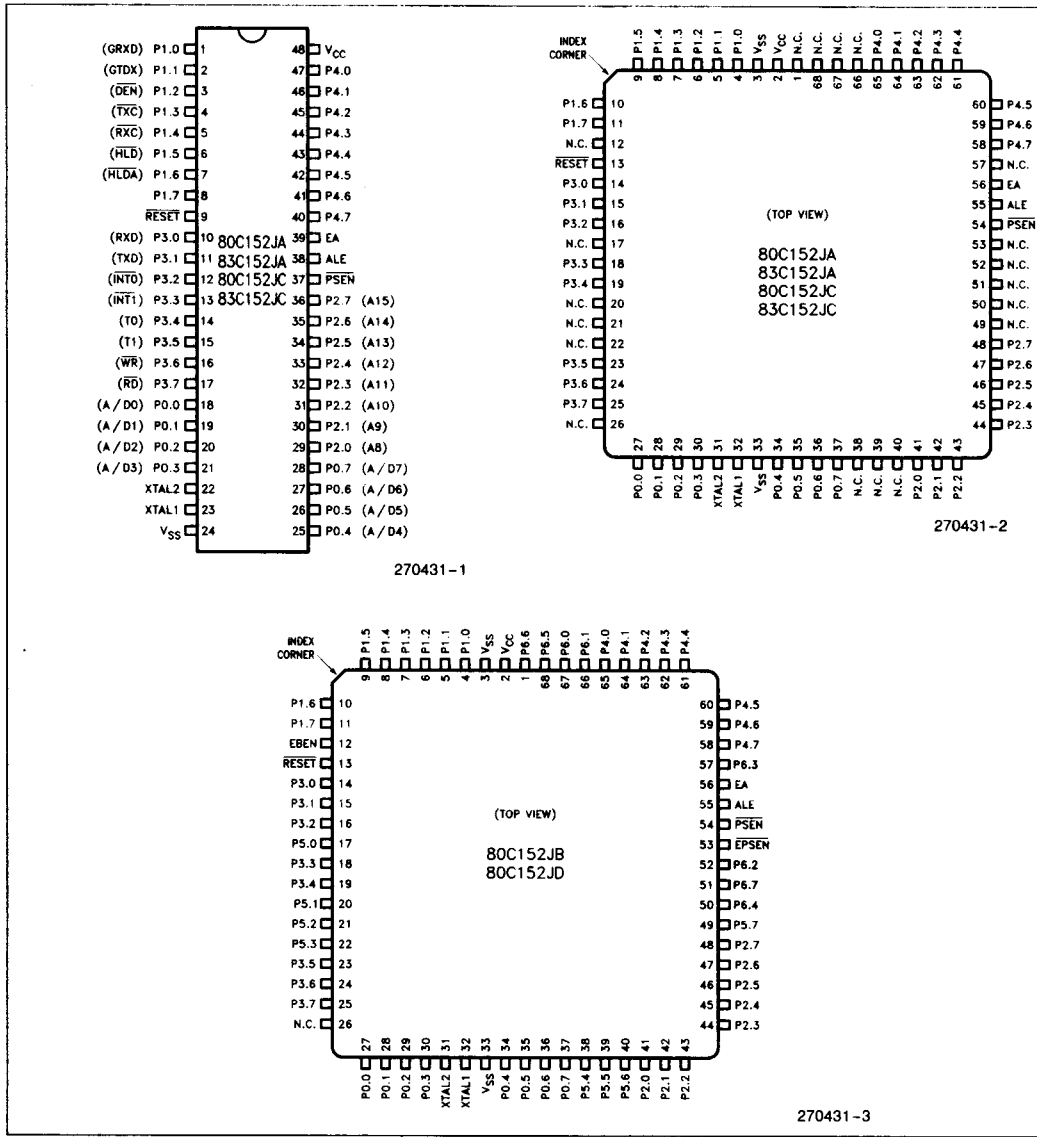 (GRXD) P1.0 1 48 VCC
(GTDX) P1.1 2 47 P4.0
(DEN) P1.2 3 46 P4.1
(TXC) P1.3 4 45 P4.2
(RXC) P1.4 5 44 P4.3
(HLD) P1.5 6 43 P4.4
(HLDA) P1.6 7 42 P4.5
P1.7 8 41 P4.6
RESET 9 40 P4.7
(RXD) P3.0 10 80C152JA 39 EA
(TXD) P3.1 11 83C152JA 38 ALE
(INT0) P3.2 12 80C152JC 37 PSEN
(INT1) P3.3 13 83C152JC 36 P2.7 (A15)
(T0) P3.4 14 35 P2.6 (A14)
(T1) P3.5 15 34 P2.5 (A13)
(WR) P3.6 16 33 P2.4 (A12)
(RD) P3.7 17 32 P2.3 (A11)
(A/D0) P0.0 18 31 P2.2 (A10)
(A/D1) P0.1 19 30 P2.1 (A9)
(A/D2) P0.2 20 29 P2.0 (A8)
(A/D3) P0.3 21 28 P0.7 (A/D7)
XTAL2 22 27 P0.6 (A/D6)
XTAL1 23 26 P0.5 (A/D5)
VSS 24 25 P0.4 (A/D4)
270431-1
INDEX
CORNER
P1.5 P1.4 P1.3 P1.2 P1.1 P1.0 VSS VCC N.C. N.C. N.C. N.C. P4.0 P4.1 P4.2 P4.3 P4.4
9 8 7 6 5 4 3 2 1 68 67 66 65 64 63 62 61
P1.6 10 60 P4.5
P1.7 11 59 P4.6
N.C. 12 58 P4.7
RESET 13 57 N.C.
P3.0 14 56 EA
P3.1 15 55 ALE
P3.2 16 54 PSEN
N.C. 17 53 N.C.
P3.3 18 52 N.C.
P3.4 19 51 N.C.
N.C. 20 50 N.C.
N.C. 21 49 N.C.
N.C. 22 48 P2.7
P3.5 23 47 P2.6
P3.6 24 46 P2.5
P3.7 25 45 P2.4
N.C. 26 44 P2.3
(TOP VIEW)
80C152JA
83C152JA
80C152JC
83C152JC
27 28 29 30 31 32 33 34 35 36 37 38 39 40 41 42 43
P0.0 P0.1 P0.2 P0.3 XTAL2 XTAL1 VSS P0.4 P0.5 P0.6 P0.7 N.C. N.C. N.C. P2.0 P2.1 P2.2
270431-2
INDEX
CORNER
P1.5 P1.4 P1.3 P1.2 P1.1 P1.0 VSS VCC P6.6 P6.5 P6.0 P6.1 P4.0 P4.1 P4.2 P4.3 P4.4
9 8 7 6 5 4 3 2 1 68 67 66 65 64 63 62 61
P1.6 10 60 P4.5
P1.7 11 59 P4.6
EBEN 12 58 P4.7
RESET 13 57 P6.3
P3.0 14 56 EA
P3.1 15 55 ALE
P3.2 16 54 PSEN
P5.0 17 53 EPSEN
P3.3 18 52 P6.2
P3.4 19 51 P6.7
P5.1 20 50 P6.4
P5.2 21 49 P5.7
P5.3 22 48 P2.7
P3.5 23 47 P2.6
P3.6 24 46 P2.5
P3.7 25 45 P2.4
N.C. 26 44 P2.3
(TOP VIEW)
80C152JB
80C152JD
27 28 29 30 31 32 33 34 35 36 37 38 39 40 41 42 43
P0.0 P0.1 P0.2 P0.3 XTAL2 XTAL1 VSS P0.4 P0.5 P0.6 P0.7 P5.4 P5.5 P5.6 P2.0 P2.1 P2.2
270431-3